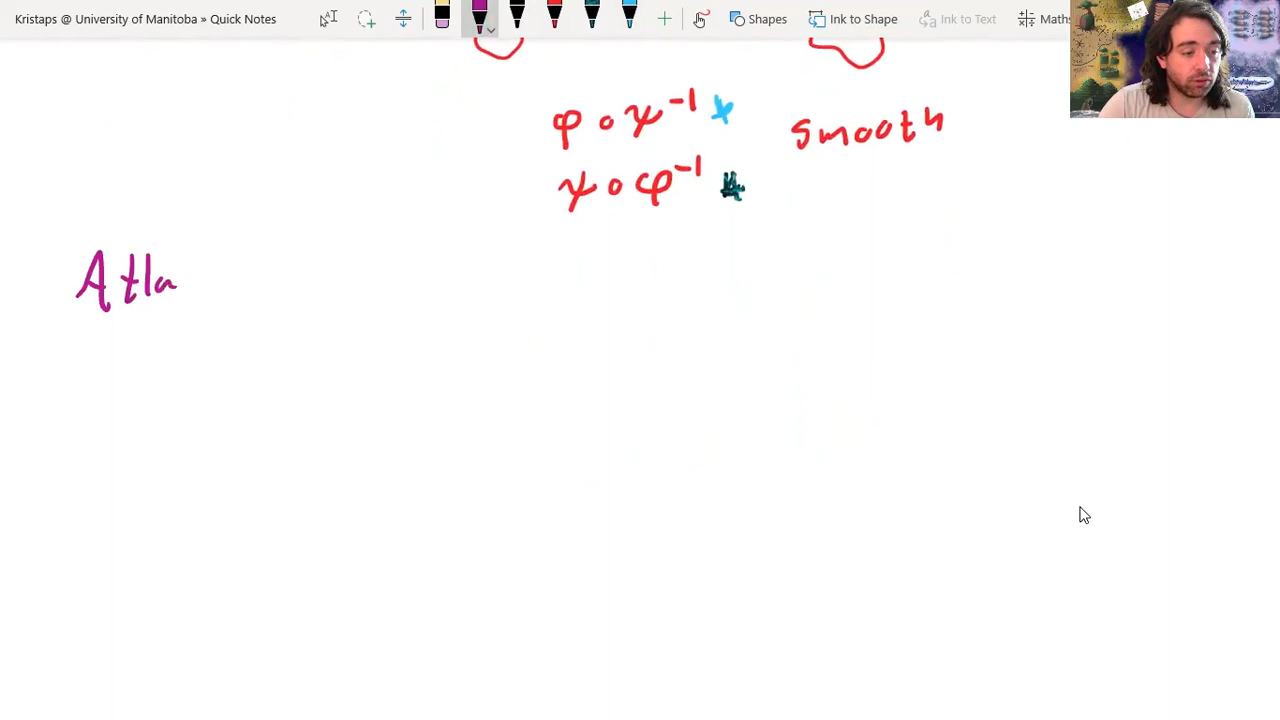 Kristaps @ University of Manitoba » Quick Notes
Shapes
Ink to Shape
Ink to Text
Maths
φ ∘ ψ⁻¹ * smooth
ψ ∘ φ⁻¹
Atla